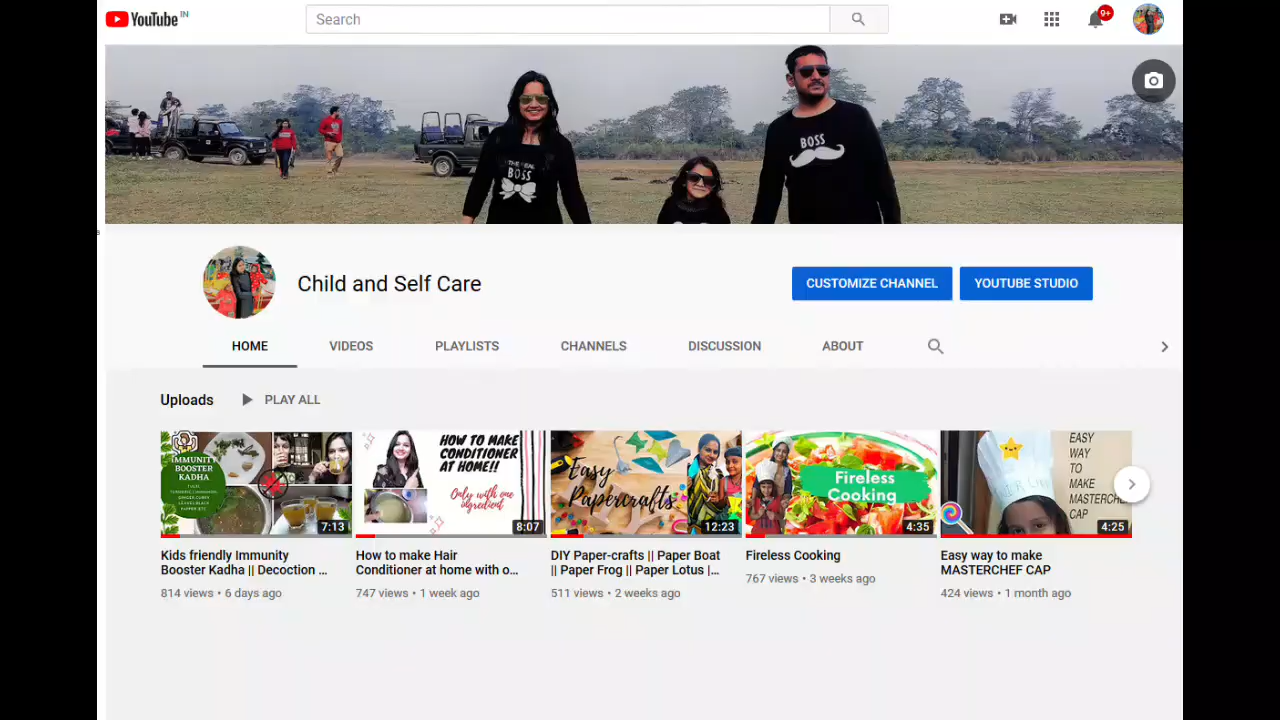 YouTube IN
Search
9+
THE REAL
BOSS
BOSS
Child and Self Care
CUSTOMIZE CHANNEL
YOUTUBE STUDIO
HOME
VIDEOS
PLAYLISTS
CHANNELS
DISCUSSION
ABOUT
Uploads
PLAY ALL
IMMUNITY
BOOSTER
KADHA
7:13
HOW TO MAKE
CONDITIONER
AT HOME!!
Only with one
ingredient
8:07
Easy
Papercrafts
12:23
Fireless
Cooking
4:35
EASY
WAY
TO
MAKE
CAP
4:25
Kids friendly Immunity
Booster Kadha || Decoction ...
814 views • 6 days ago
How to make Hair
Conditioner at home with o...
747 views • 1 week ago
DIY Paper-crafts || Paper Boat
|| Paper Frog || Paper Lotus |...
511 views • 2 weeks ago
Fireless Cooking
767 views • 3 weeks ago
Easy way to make
MASTERCHEF CAP
424 views • 1 month ago